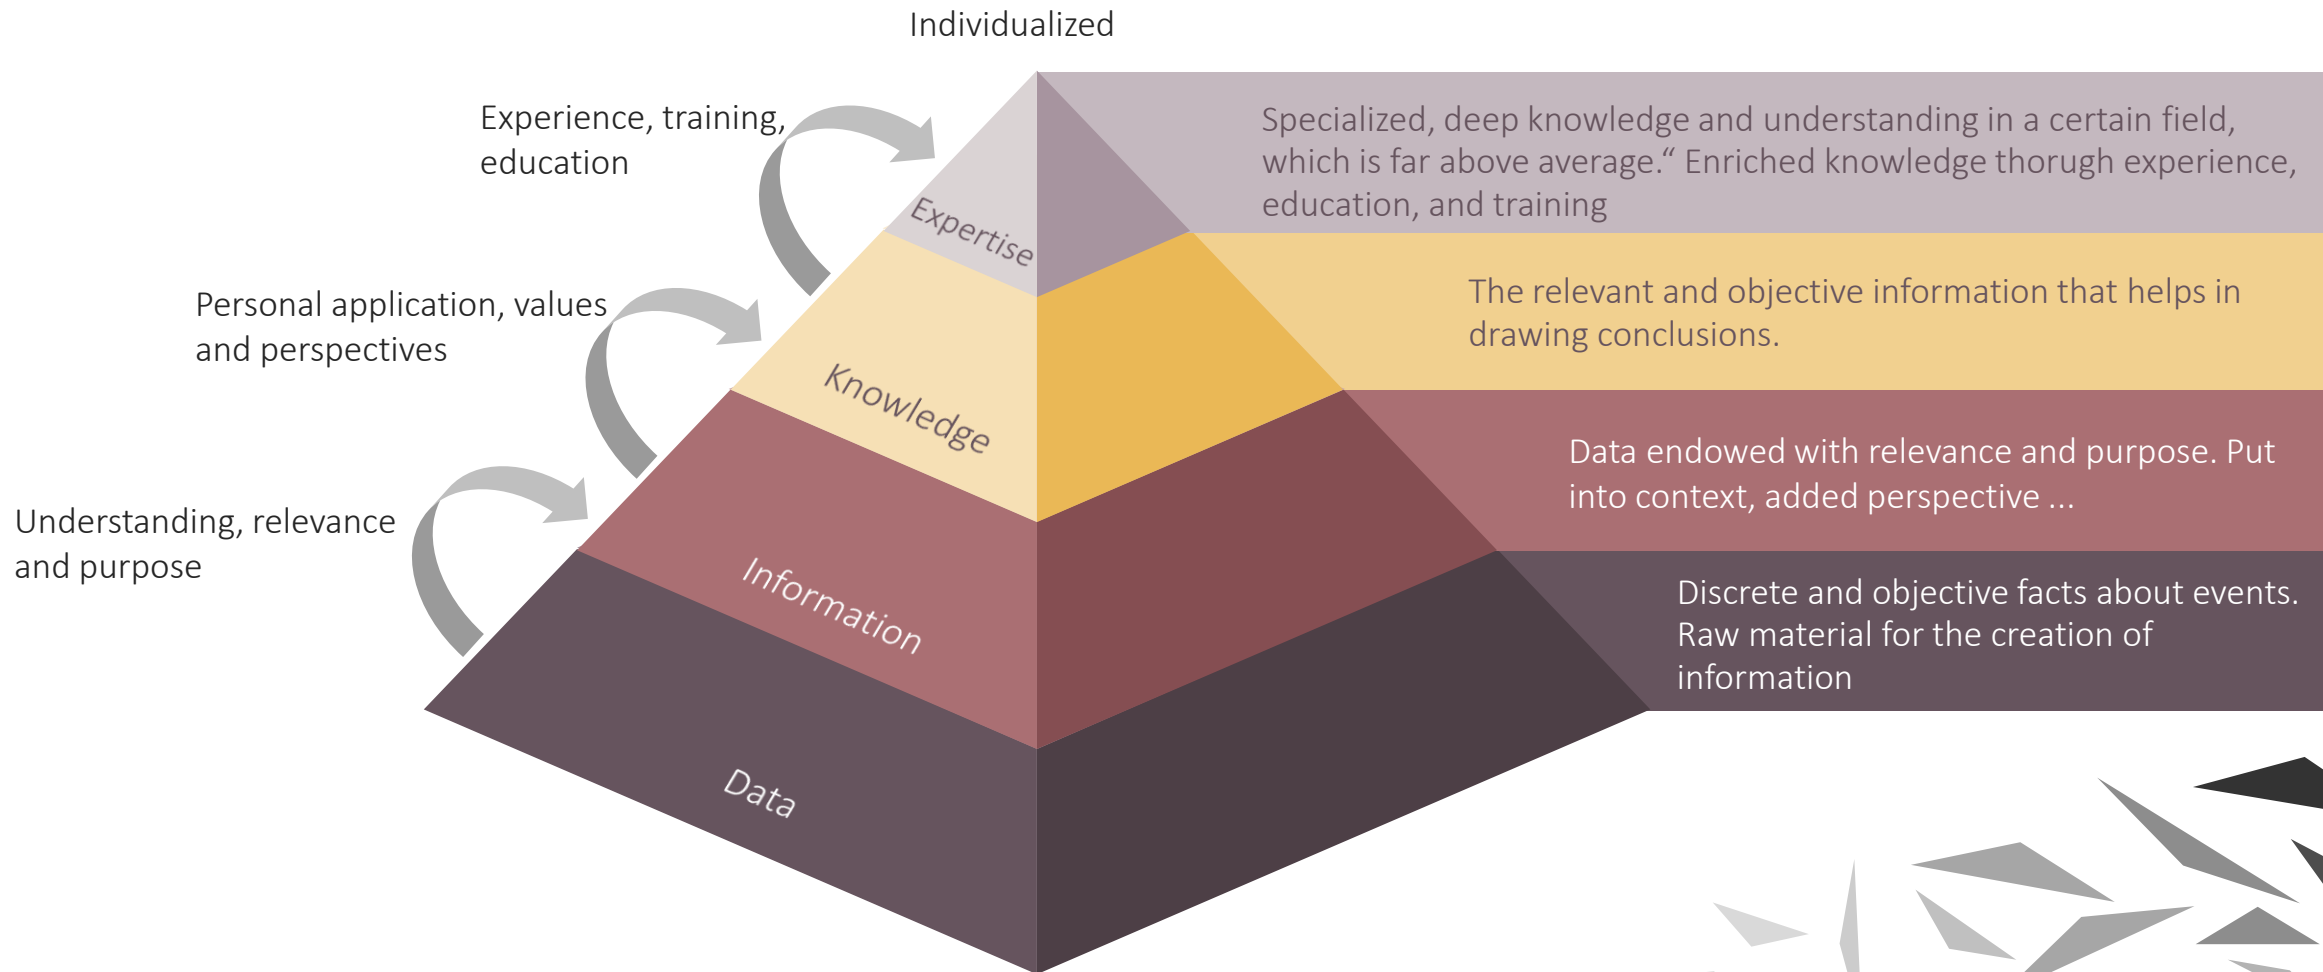 Individualized
Experience, training,
education
Specialized, deep knowledge and understanding in a certain field,
which is far above average.“ Enriched knowledge thorugh experience,
education, and training
Expertise
Personal application, values
and perspectives
The relevant and objective information that helps in
drawing conclusions.
Knowledge
Understanding, relevance
and purpose
Data endowed with relevance and purpose. Put
into context, added perspective ...
Information
Discrete and objective facts about events.
Raw material for the creation of
information
Data